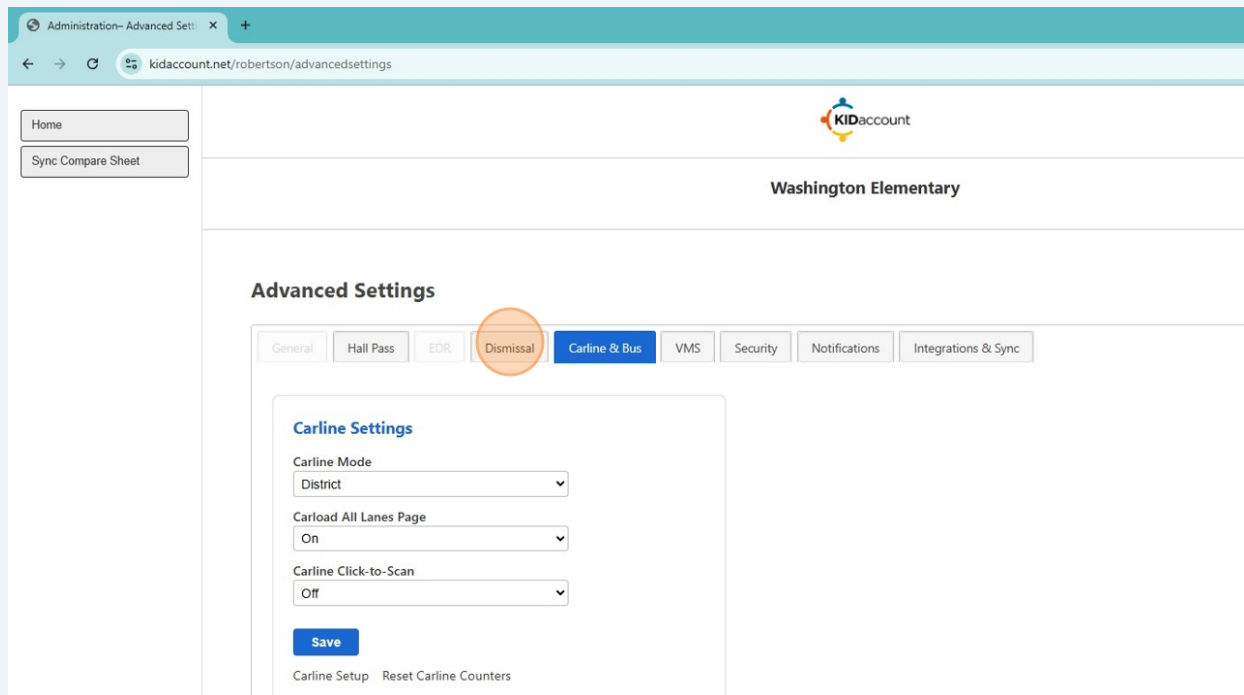 Administration– Advanced Sett
kidaccount.net/robertson/advancedsettings
Home
Sync Compare Sheet
KIDaccount
Washington Elementary
Advanced Settings
General Hall Pass EDR Dismissal Carline & Bus VMS Security Notifications Integrations & Sync
Carline Settings
Carline Mode
District
Carload All Lanes Page
On
Carline Click-to-Scan
Off
Save
Carline Setup Reset Carline Counters